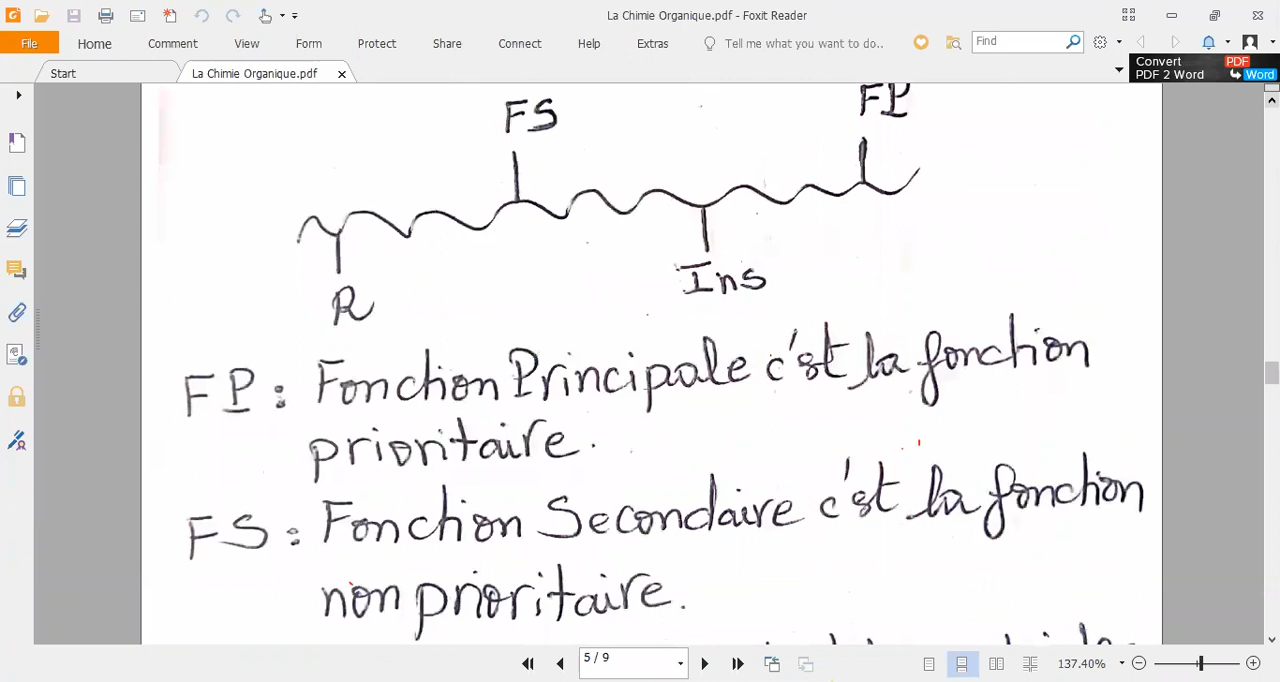 La Chimie Organique.pdf - Foxit Reader
File Home Comment View Form Protect Share Connect Help Extras Tell me what you want to do.. Find
Start La Chimie Organique.pdf
Convert PDF
PDF 2 Word Word
FS FP
R Ins
FP : Fonction Principale c'est la fonction
prioritaire.
FS : Fonction Secondaire c'est la fonction
non prioritaire.
5 / 9 137.40%